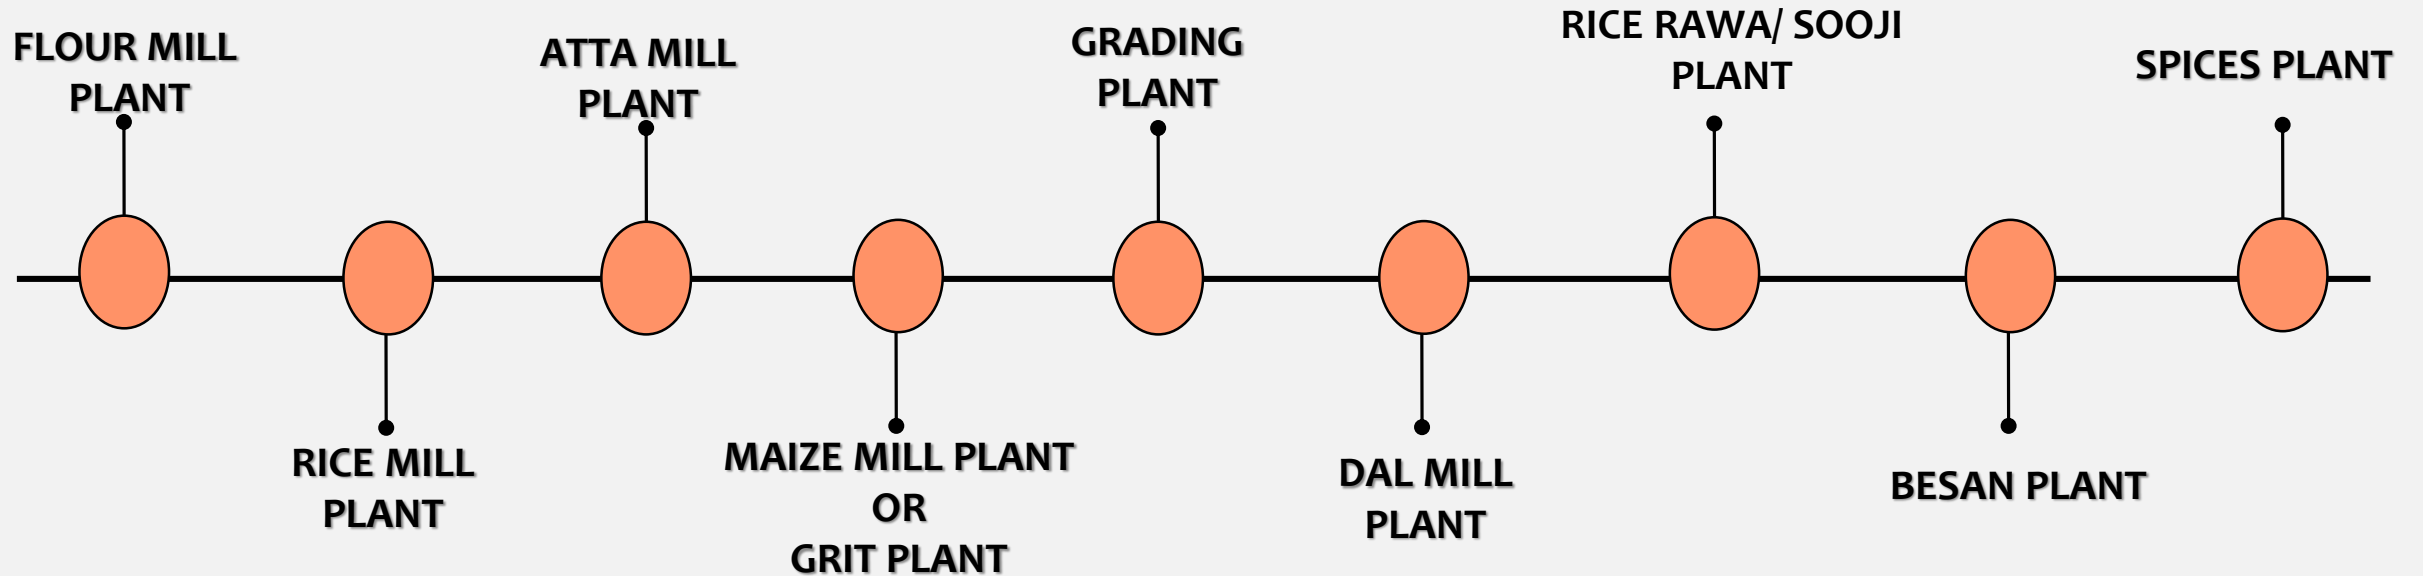 FLOUR MILL
PLANT
RICE MILL
PLANT
ATTA MILL
PLANT
MAIZE MILL PLANT
OR
GRIT PLANT
GRADING
PLANT
DAL MILL
PLANT
RICE RAWA/ SOOJI
PLANT
BESAN PLANT
SPICES PLANT